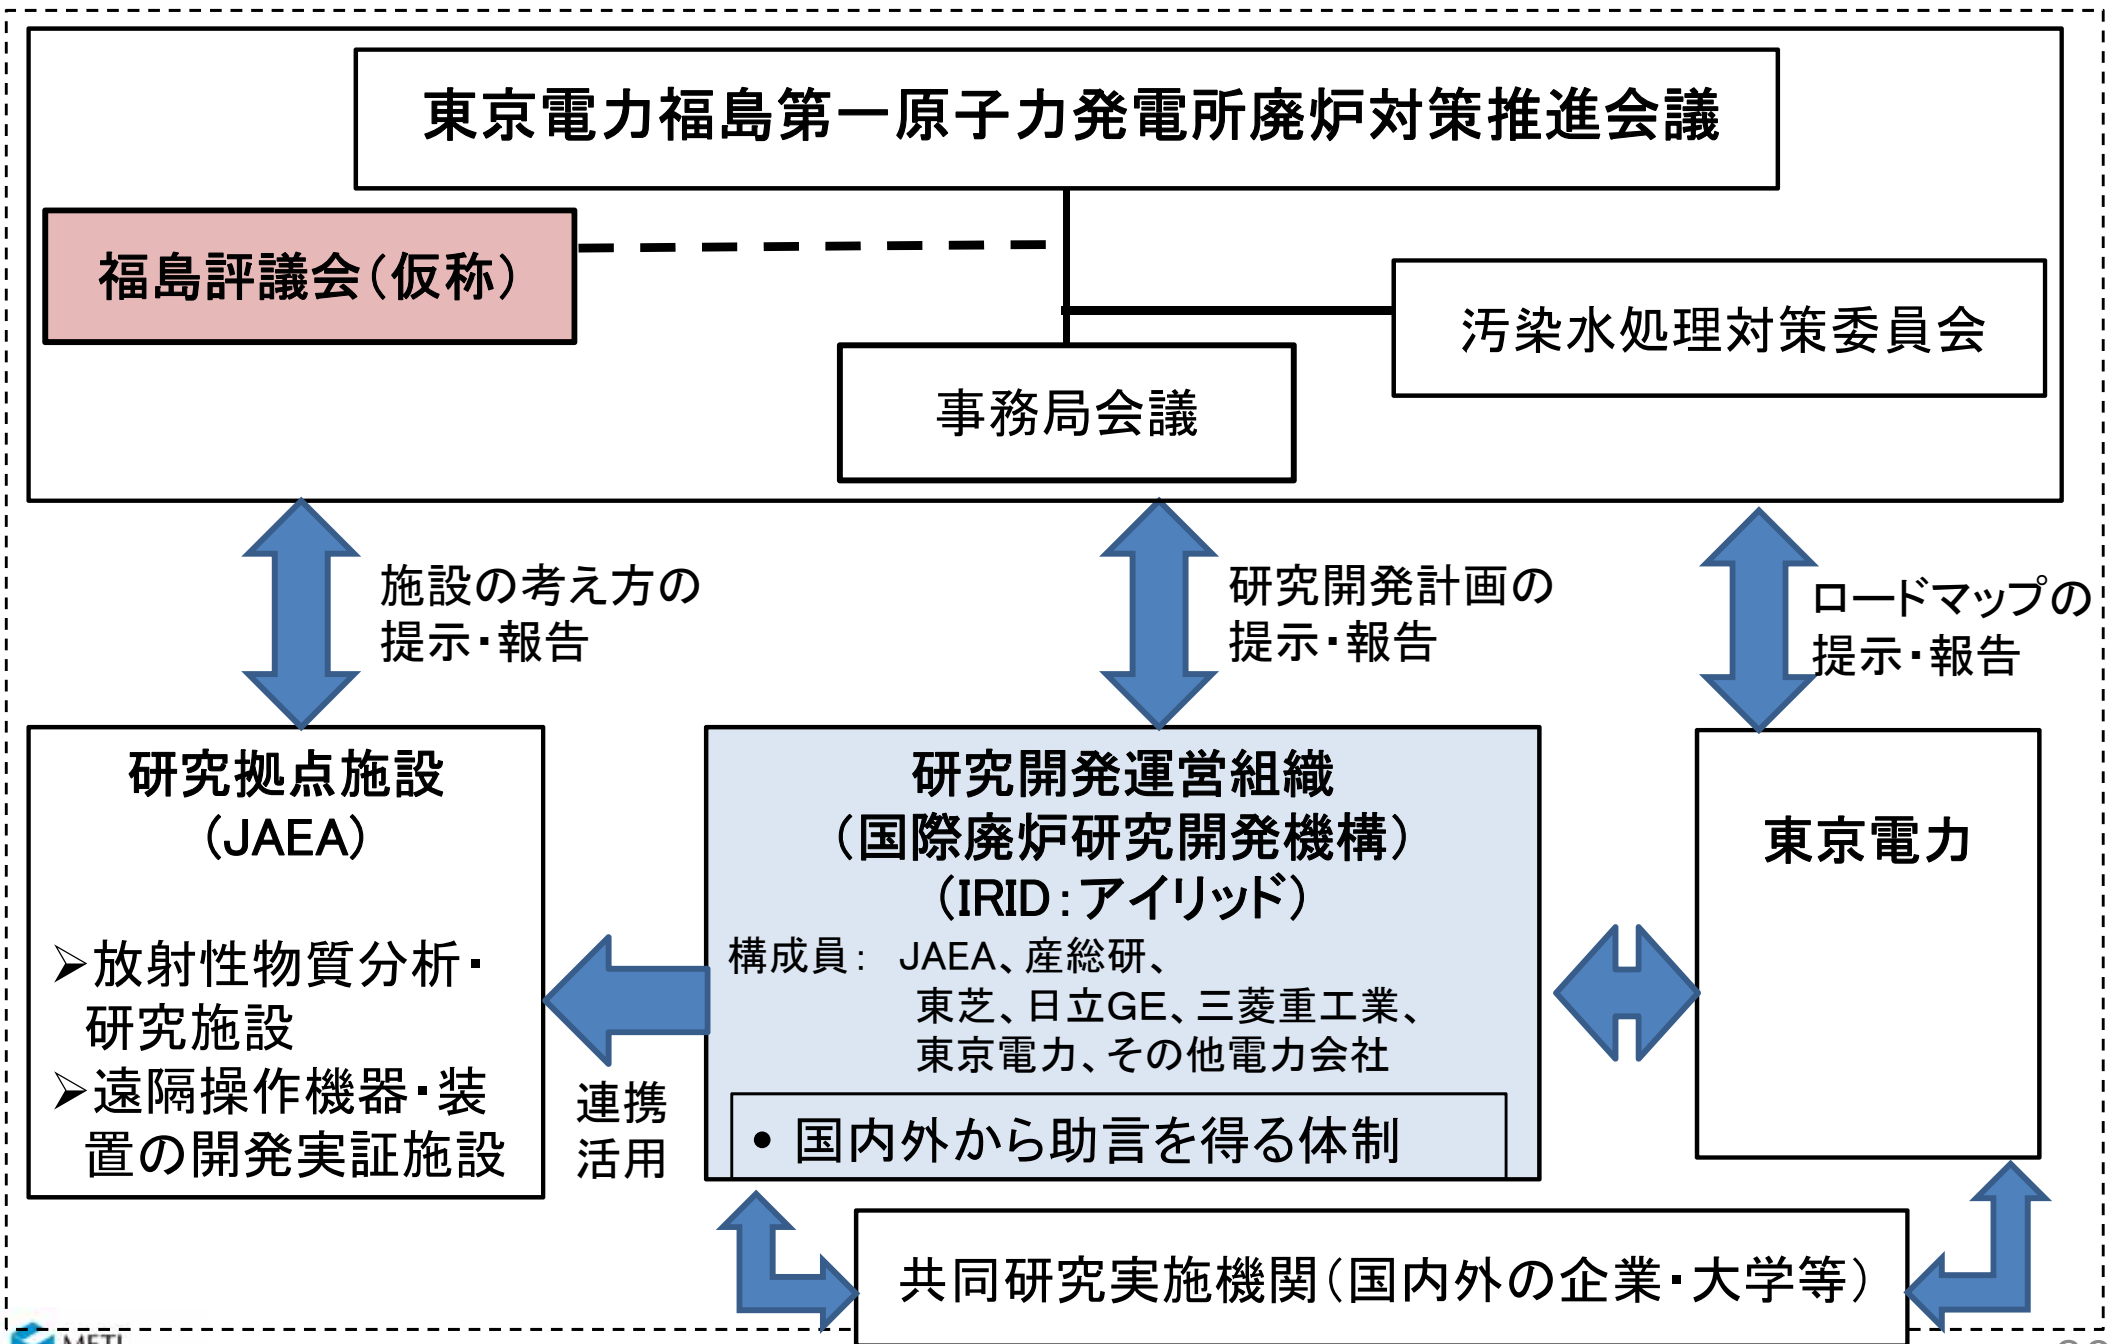 東京電力福島第一原子力発電所廃炉対策推進会議
福島評議会(仮称)
汚染水処理対策委員会
事務局会議
施設の考え方の
提示・報告
研究開発計画の
提示・報告
ロードマップの
提示・報告
研究拠点施設
(JAEA)
➢放射性物質分析・
研究施設
➢遠隔操作機器・装
置の開発実証施設
連携
活用
研究開発運営組織
(国際廃炉研究開発機構)
(IRID:アイリッド)
構成員: JAEA、産総研、
東芝、日立GE、三菱重工業、
東京電力、その他電力会社
• 国内外から助言を得る体制
東京電力
共同研究実施機関(国内外の企業・大学等)
METI